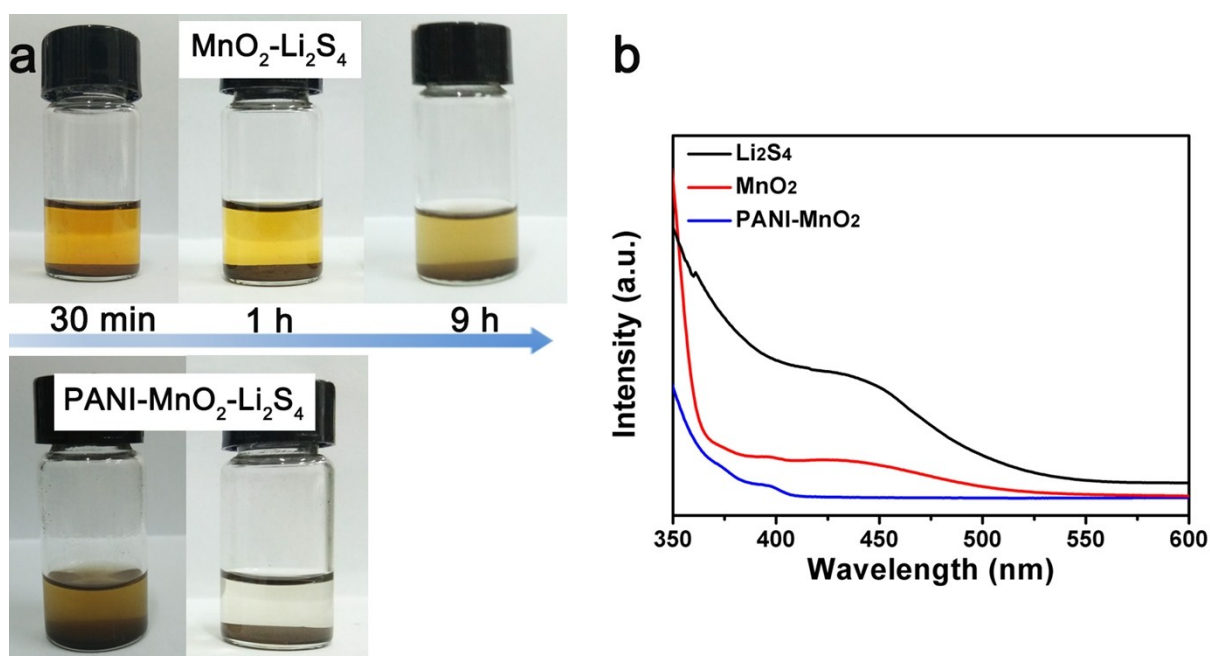 a
MnO₂-Li₂S₄
30 min
1 h
9 h
PANI-MnO₂-Li₂S₄
b
Li₂S₄
MnO₂
PANI-MnO₂
Intensity (a.u.)
350
400
450
500
550
600
Wavelength (nm)